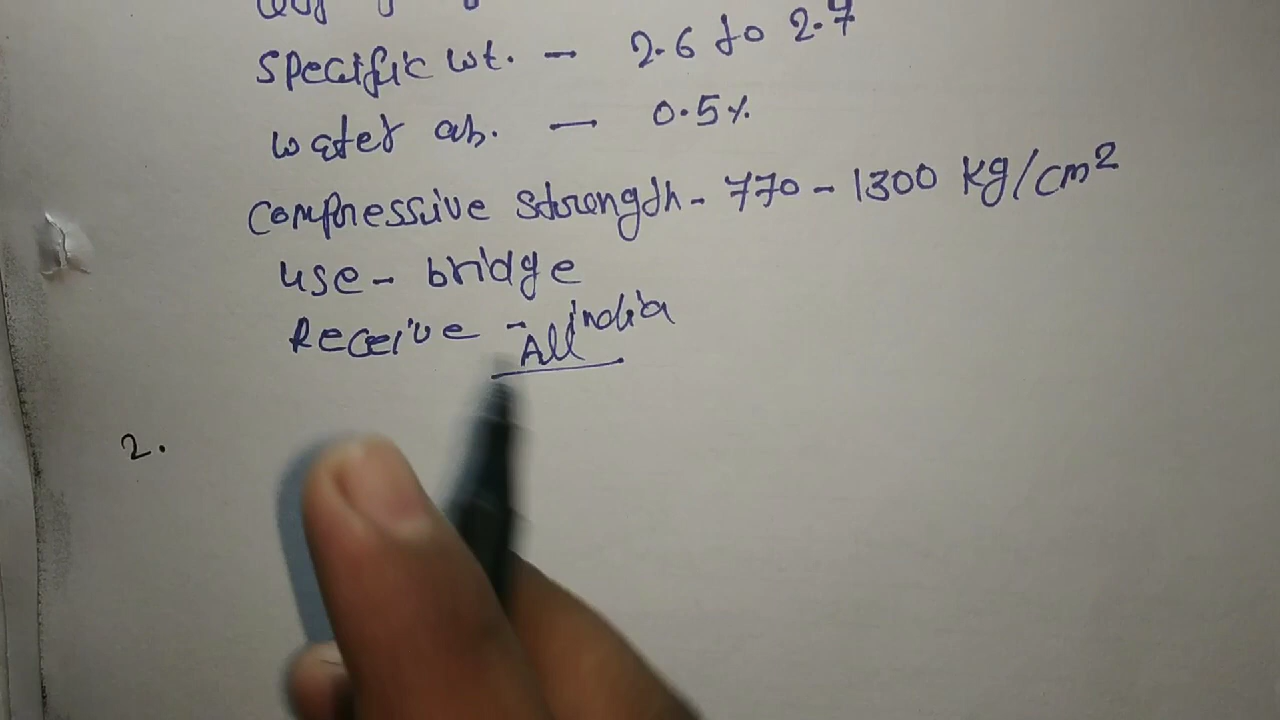 specific wt. - 2.6 to 2.7
water ab. - 0.5%
compressive strength - 770 - 1300 kg/cm²
use - bridge
Receive - All india
2.